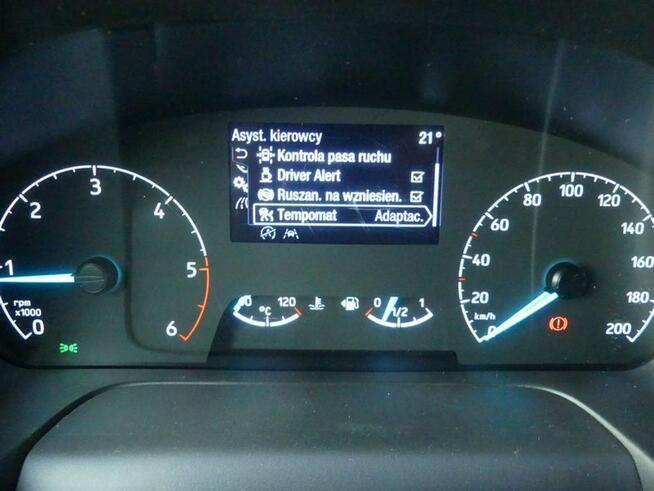 Asyst. kierowcy 21°
Kontrola pasa ruchu
Driver Alert
Ruszan. na wzniesien.
Tempomat Adaptac.
0 1 2 3 4 5 6
rpm
x1000
60 120
°C
0 1/2 1
0 20 40 60 80 100 120 140 160 180 200
km/h